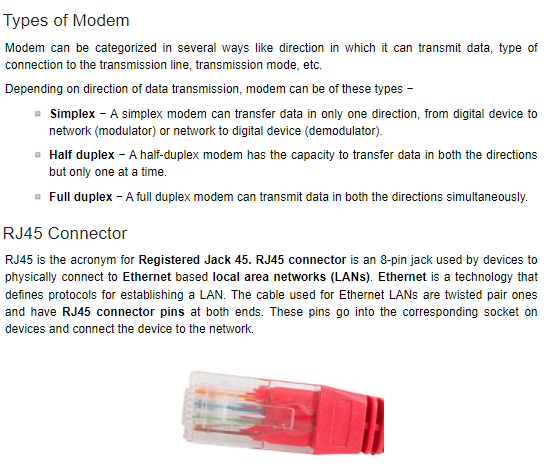 Types of Modem
Modem can be categorized in several ways like direction in which it can transmit data, type of
connection to the transmission line, transmission mode, etc.
Depending on direction of data transmission, modem can be of these types −
Simplex − A simplex modem can transfer data in only one direction, from digital device to
network (modulator) or network to digital device (demodulator).
Half duplex − A half-duplex modem has the capacity to transfer data in both the directions
but only one at a time.
Full duplex − A full duplex modem can transmit data in both the directions simultaneously.
RJ45 Connector
RJ45 is the acronym for Registered Jack 45. RJ45 connector is an 8-pin jack used by devices to
physically connect to Ethernet based local area networks (LANs). Ethernet is a technology that
defines protocols for establishing a LAN. The cable used for Ethernet LANs are twisted pair ones
and have RJ45 connector pins at both ends. These pins go into the corresponding socket on
devices and connect the device to the network.